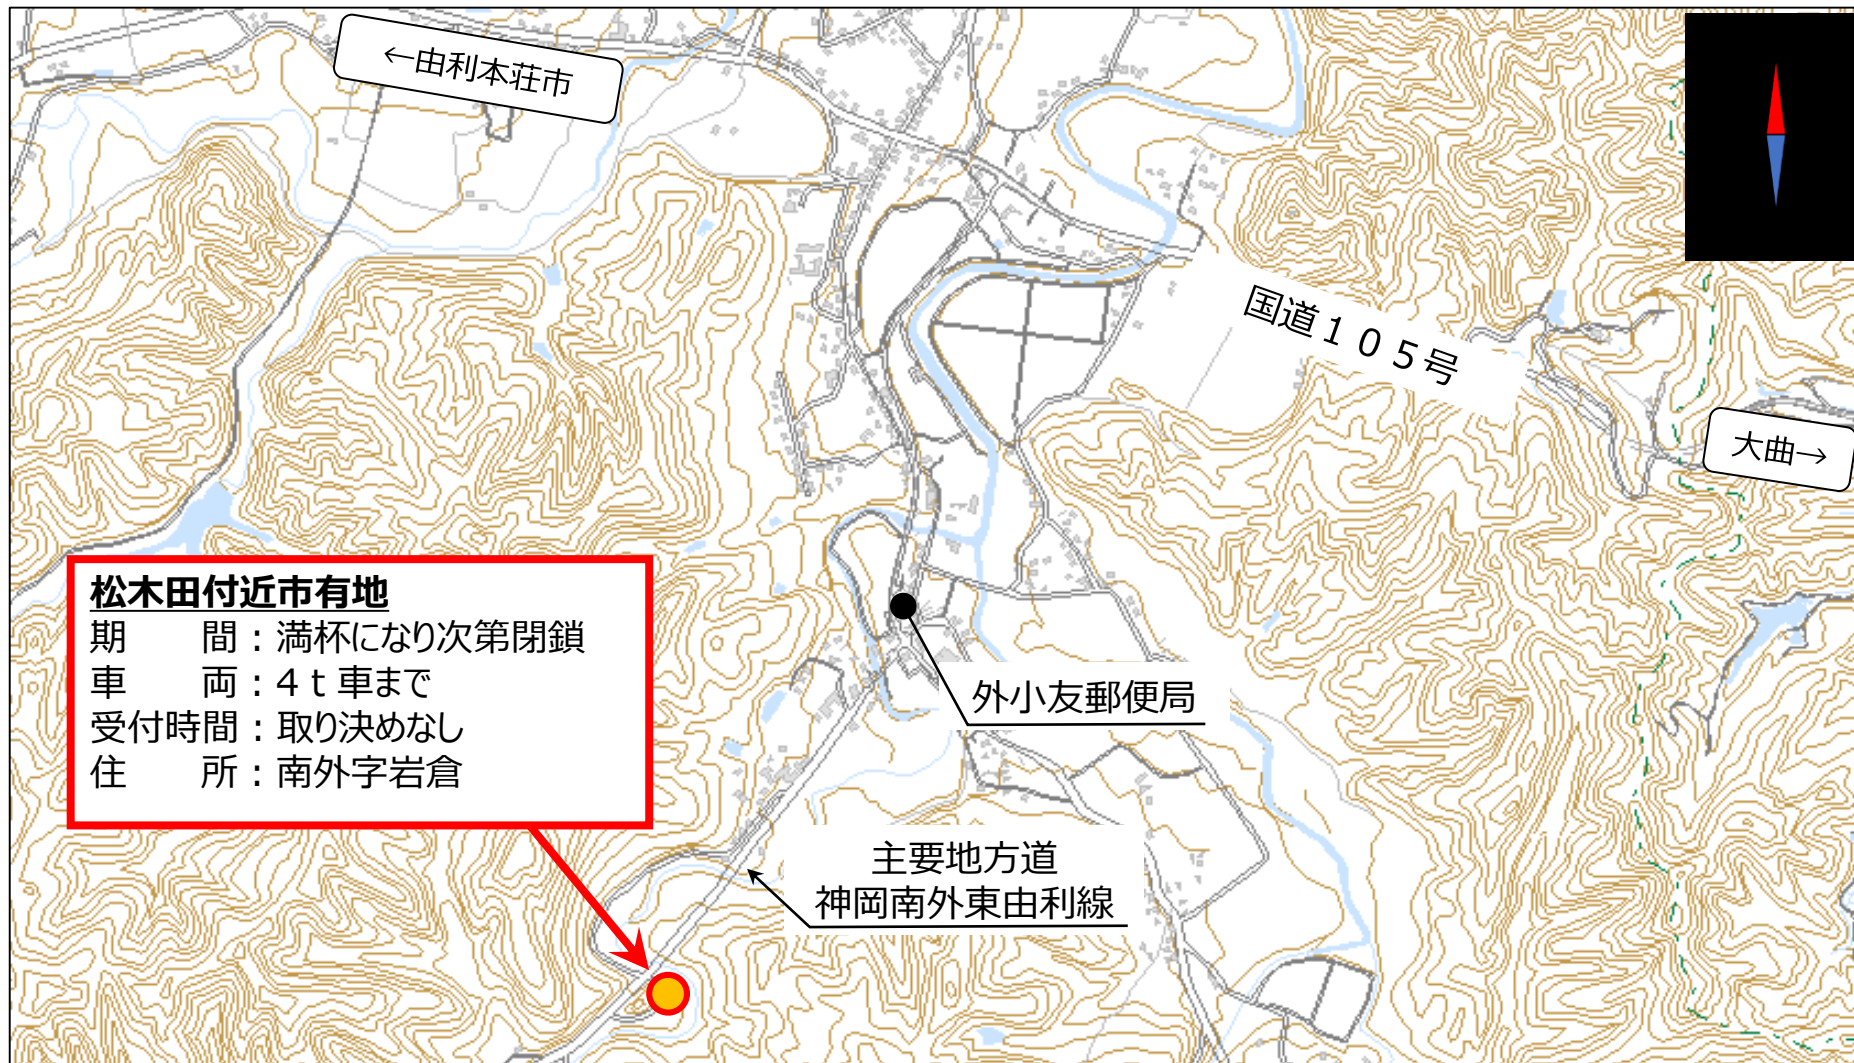 ←由利本荘市
国道１０５号
大曲→
松木田付近市有地
期　　間：満杯になり次第閉鎖
車　　両：4ｔ車まで
受付時間：取り決めなし
住　　所：南外字岩倉
外小友郵便局
主要地方道
神岡南外東由利線